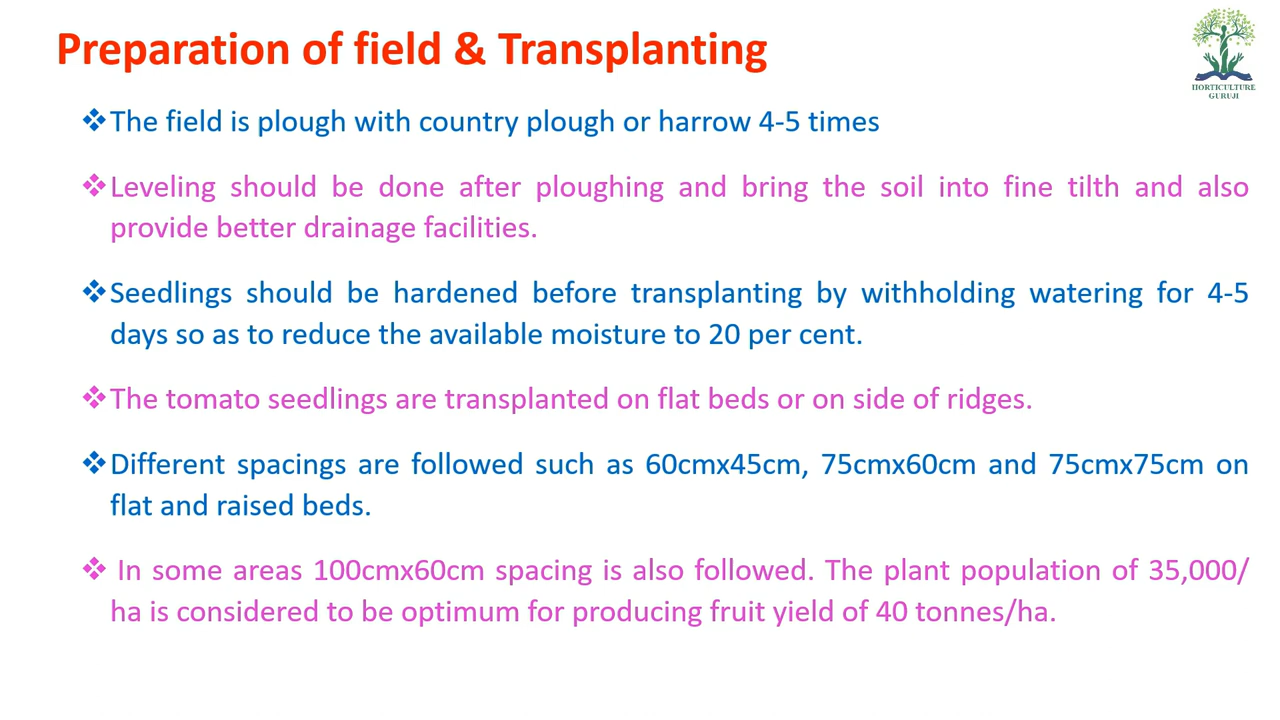 Preparation of field & Transplanting
HORTICULTURE
GURUJI
❖The field is plough with country plough or harrow 4-5 times
❖Leveling should be done after ploughing and bring the soil into fine tilth and also
provide better drainage facilities.
❖Seedlings should be hardened before transplanting by withholding watering for 4-5
days so as to reduce the available moisture to 20 per cent.
❖The tomato seedlings are transplanted on flat beds or on side of ridges.
❖Different spacings are followed such as 60cmx45cm, 75cmx60cm and 75cmx75cm on
flat and raised beds.
❖ In some areas 100cmx60cm spacing is also followed. The plant population of 35,000/
ha is considered to be optimum for producing fruit yield of 40 tonnes/ha.